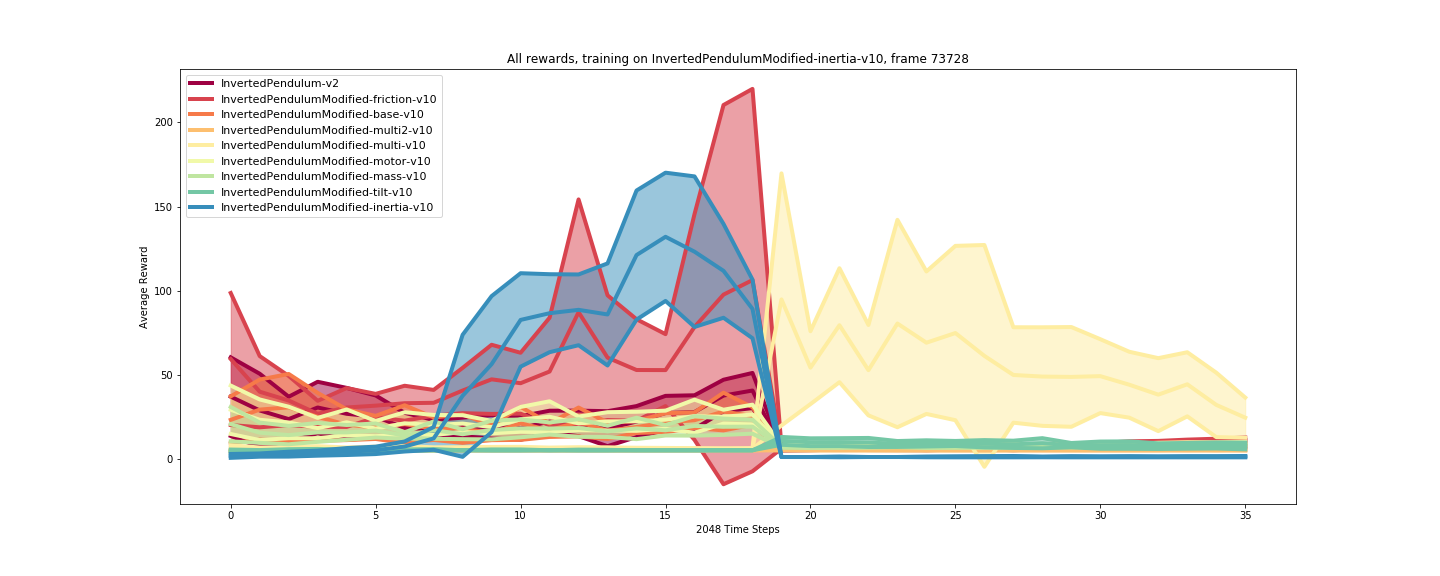 All rewards, training on InvertedPendulumModified-inertia-v10, frame 73728
InvertedPendulum-v2
InvertedPendulumModified-friction-v10
InvertedPendulumModified-base-v10
InvertedPendulumModified-multi2-v10
InvertedPendulumModified-multi-v10
InvertedPendulumModified-motor-v10
InvertedPendulumModified-mass-v10
InvertedPendulumModified-tilt-v10
InvertedPendulumModified-inertia-v10
Average Reward
200
150
100
50
0
0 5 10 15 20 25 30 35
2048 Time Steps